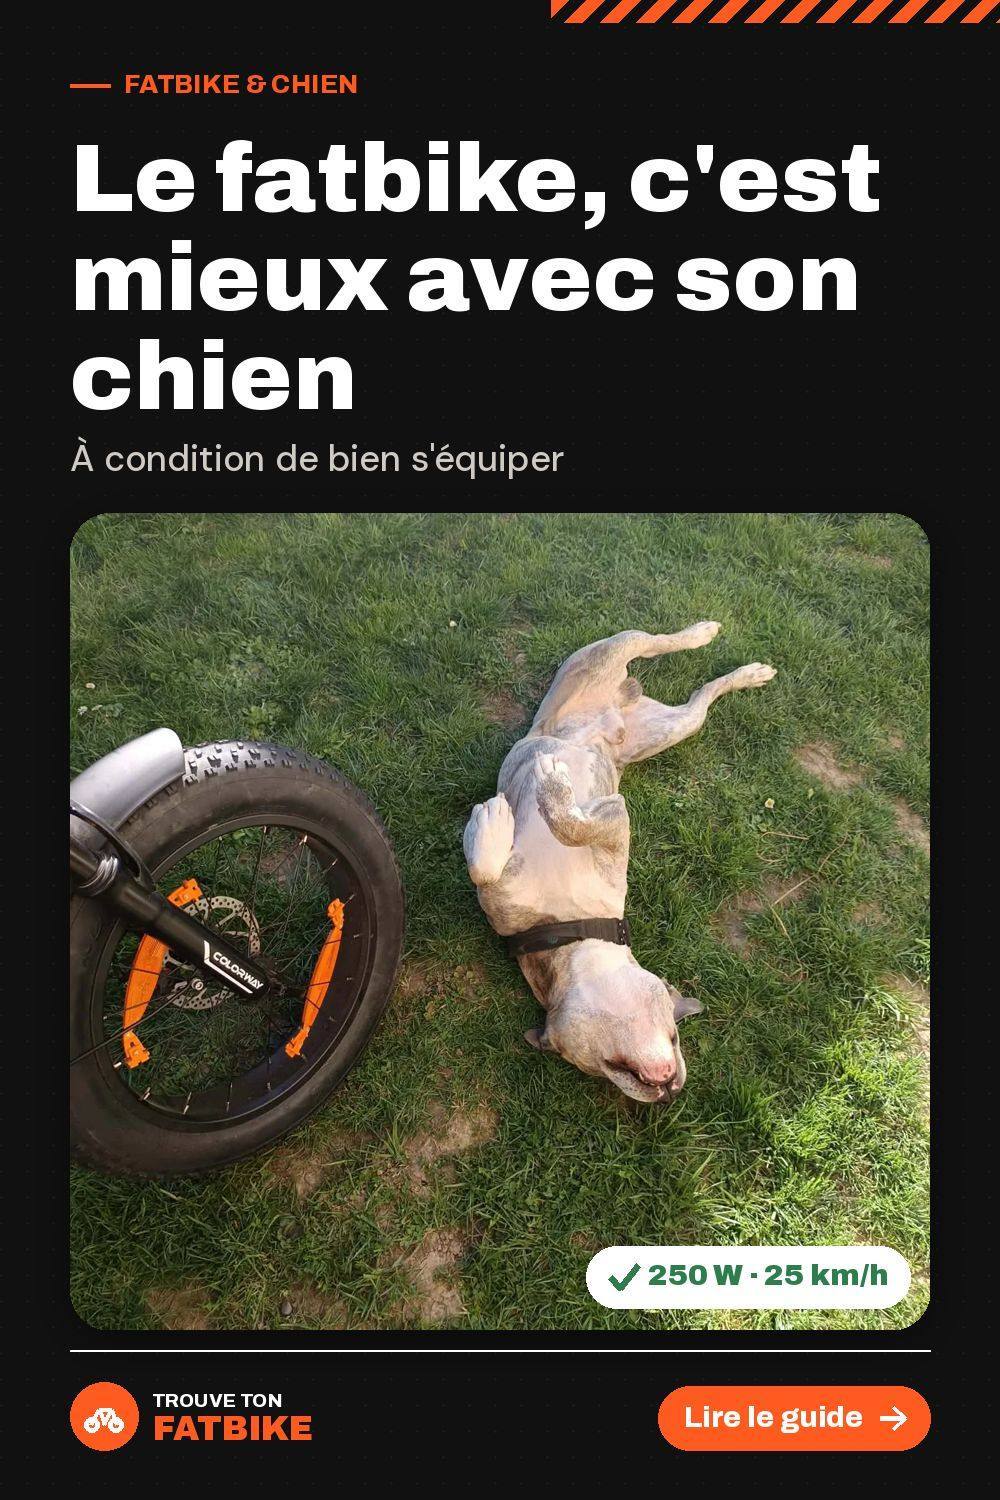 FATBIKE & CHIEN
Le fatbike, c'est
mieux avec son
chien
À condition de bien s'équiper
COLORWAY
250 W · 25 km/h
TROUVE TON
FATBIKE
Lire le guide